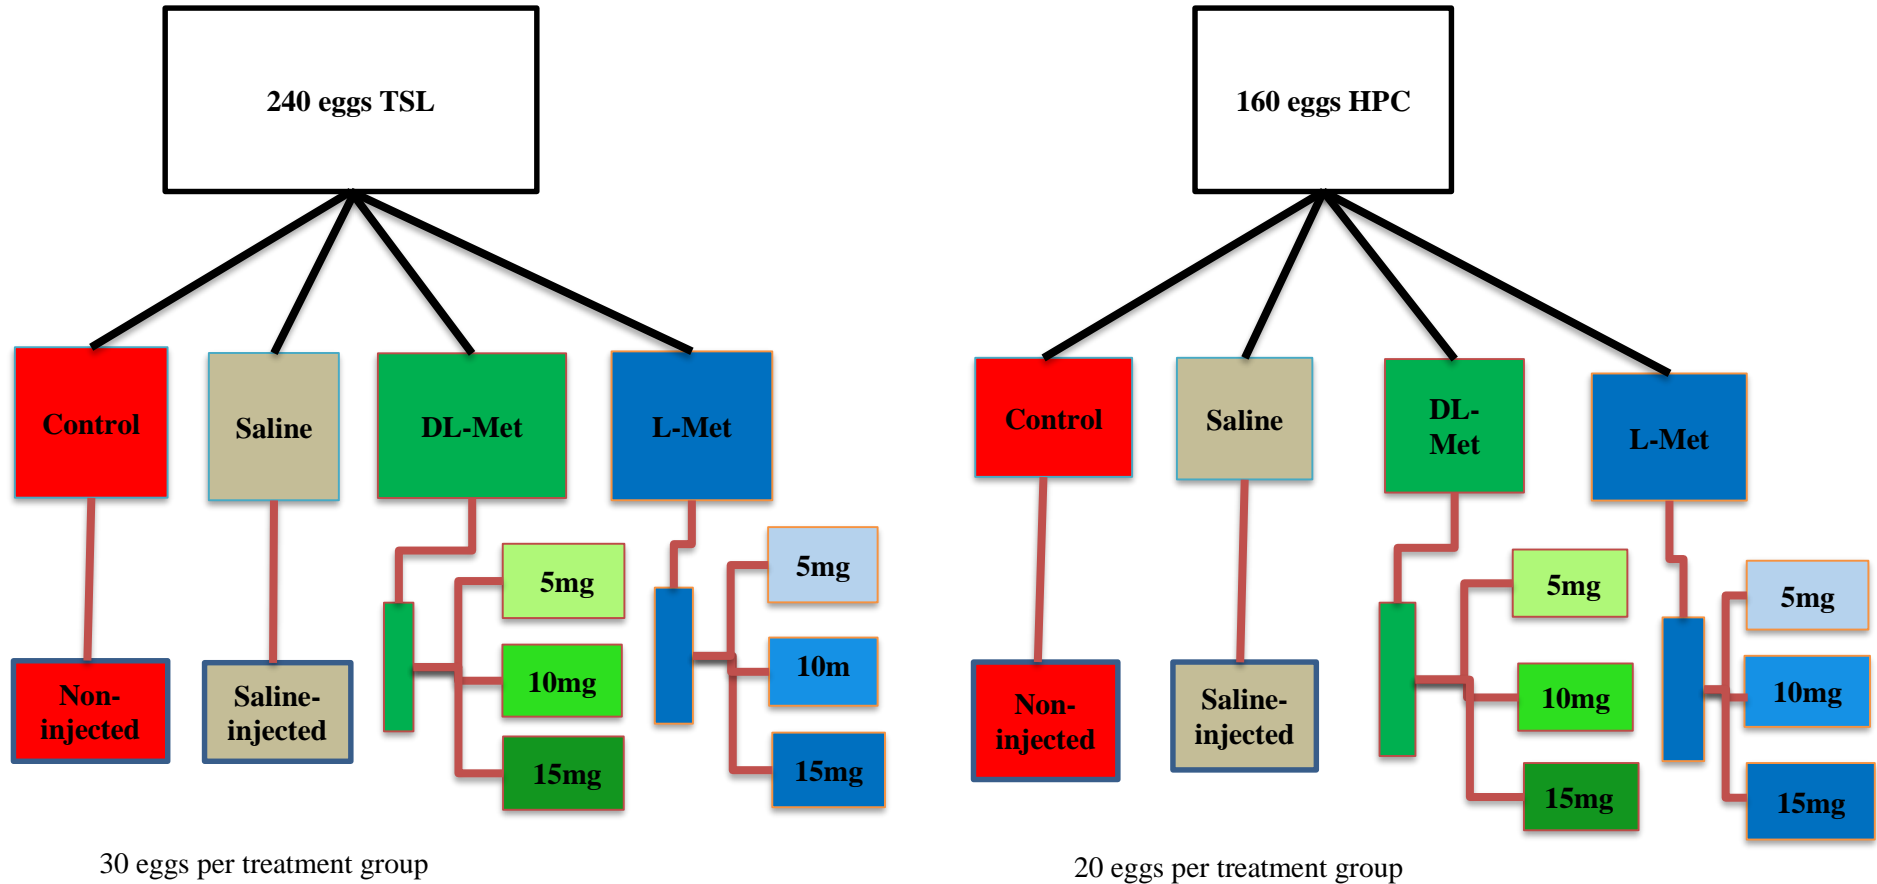 240 eggs TSL
160 eggs HPC
Control
Saline
DL-Met
L-Met
Control
Saline
DL-
Met
L-Met
5mg
10mg
15mg
5mg
10m
15mg
5mg
10mg
15mg
5mg
10mg
15mg
Non-
injected
Saline-
injected
Non-
injected
Saline-
injected
30 eggs per treatment group
20 eggs per treatment group